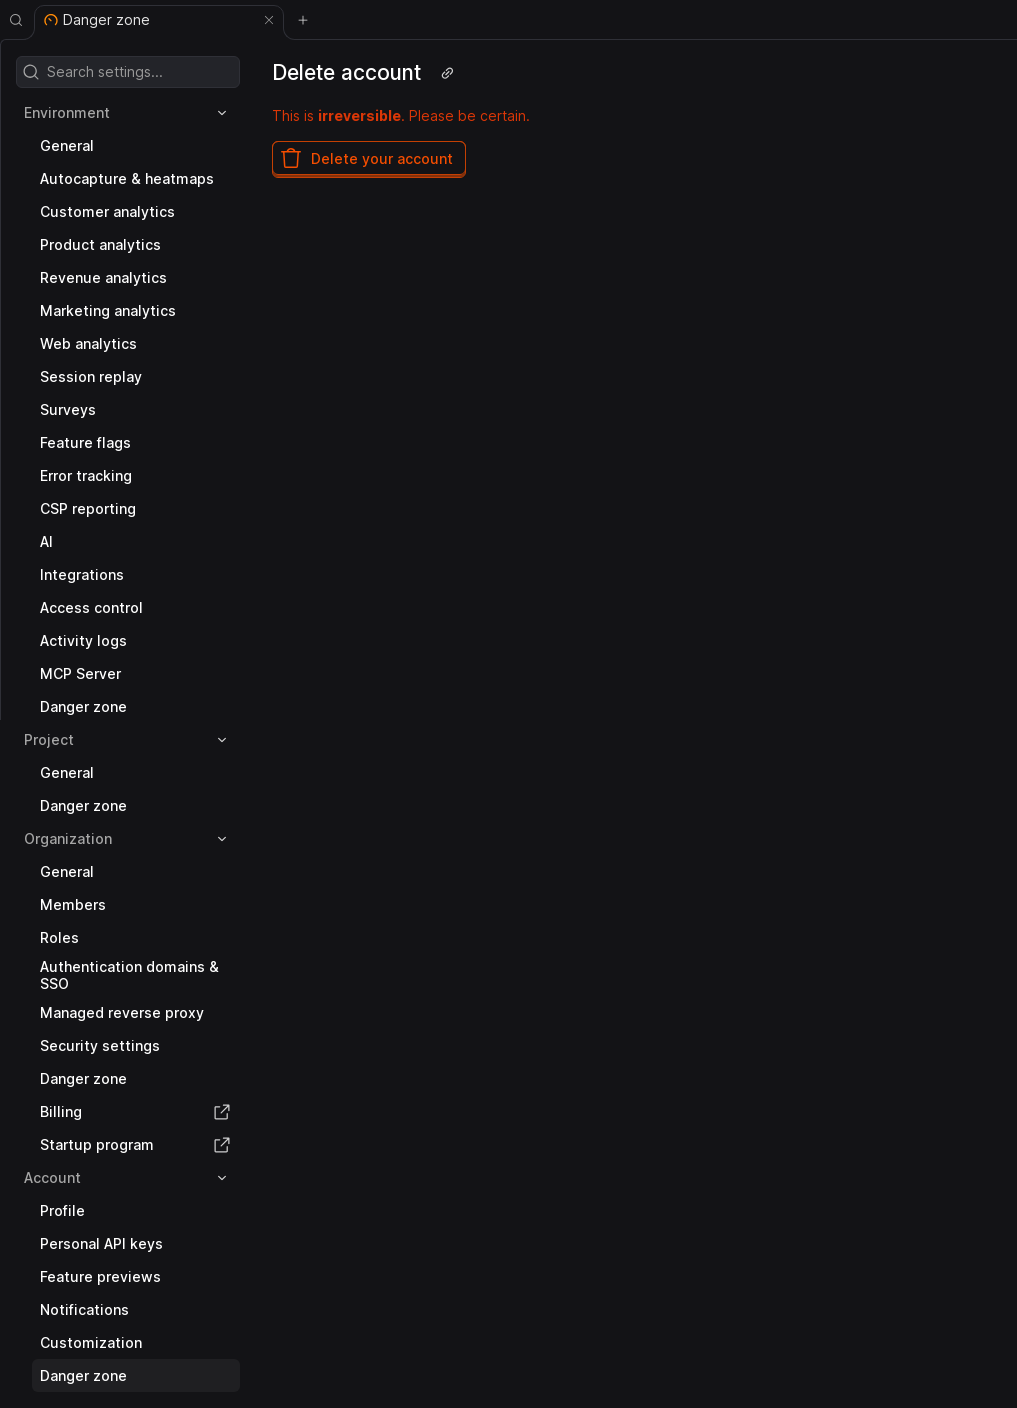 Danger zone
Search settings...
Delete account
This is irreversible. Please be certain.
Delete your account
Environment
General
Autocapture & heatmaps
Customer analytics
Product analytics
Revenue analytics
Marketing analytics
Web analytics
Session replay
Surveys
Feature flags
Error tracking
CSP reporting
AI
Integrations
Access control
Activity logs
MCP Server
Danger zone
Project
General
Danger zone
Organization
General
Members
Roles
Authentication domains &
SSO
Managed reverse proxy
Security settings
Danger zone
Billing
Startup program
Account
Profile
Personal API keys
Feature previews
Notifications
Customization
Danger zone